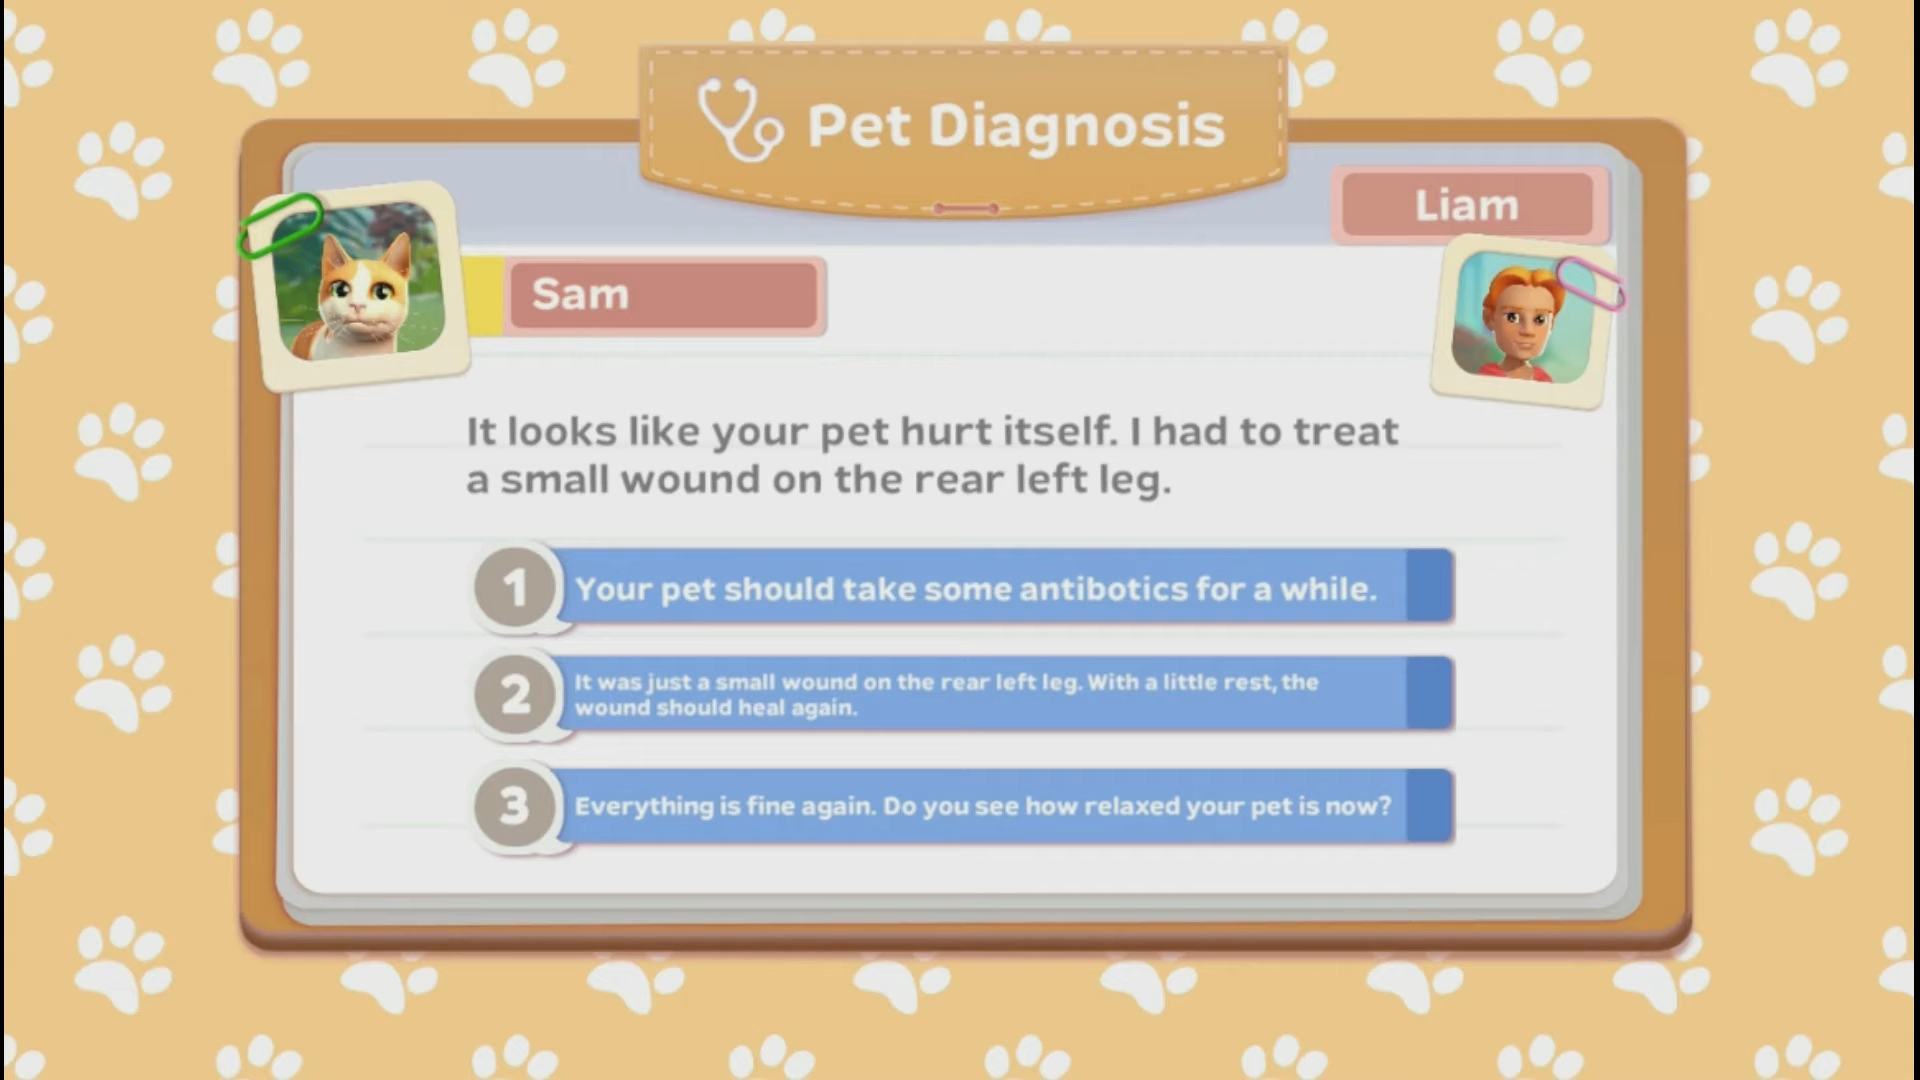 Pet Diagnosis
Liam
Sam
It looks like your pet hurt itself. I had to treat
a small wound on the rear left leg.
1
Your pet should take some antibotics for a while.
2
It was just a small wound on the rear left leg. With a little rest, the
wound should heal again.
3
Everything is fine again. Do you see how relaxed your pet is now?